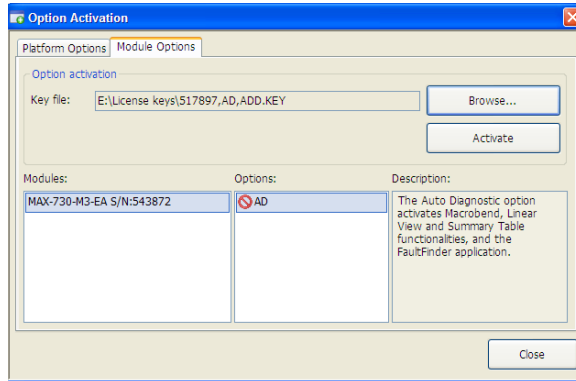 Option Activation
Platform Options
Module Options
Option activation
Key file:
E:\License keys\517897,AD,ADD.KEY
Browse...
Activate
Modules:
Options:
Description:
MAX-730-M3-EA S/N:543872
AD
The Auto Diagnostic option
activates Macrobend, Linear
View and Summary Table
functionalities, and the
FaultFinder application.
Close